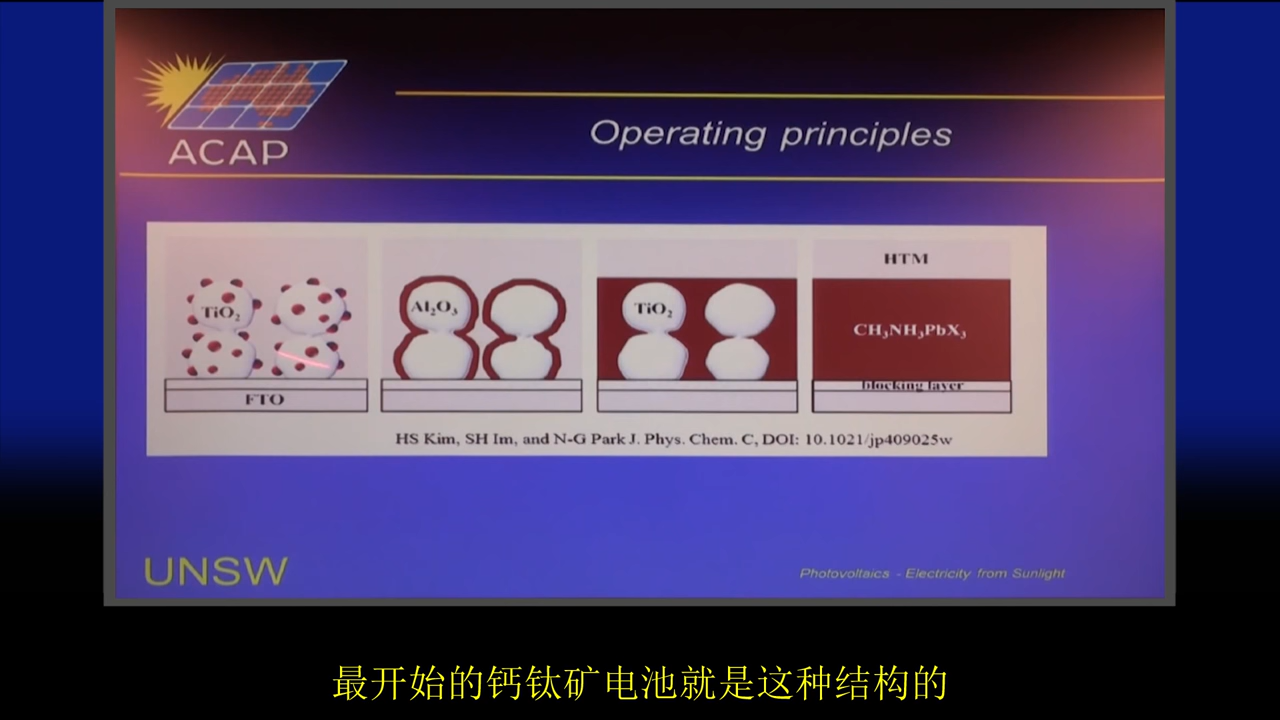 ACAP
Operating principles
TiO₂
Al₂O₃
TiO₂
HTM
CH₃NH₃PbX₃
blocking layer
FTO
HS Kim, SH Im, and N-G Park J. Phys. Chem. C, DOI: 10.1021/jp409025w
UNSW
Photovoltaics - Electricity from Sunlight
最开始的钙钛矿电池就是这种结构的